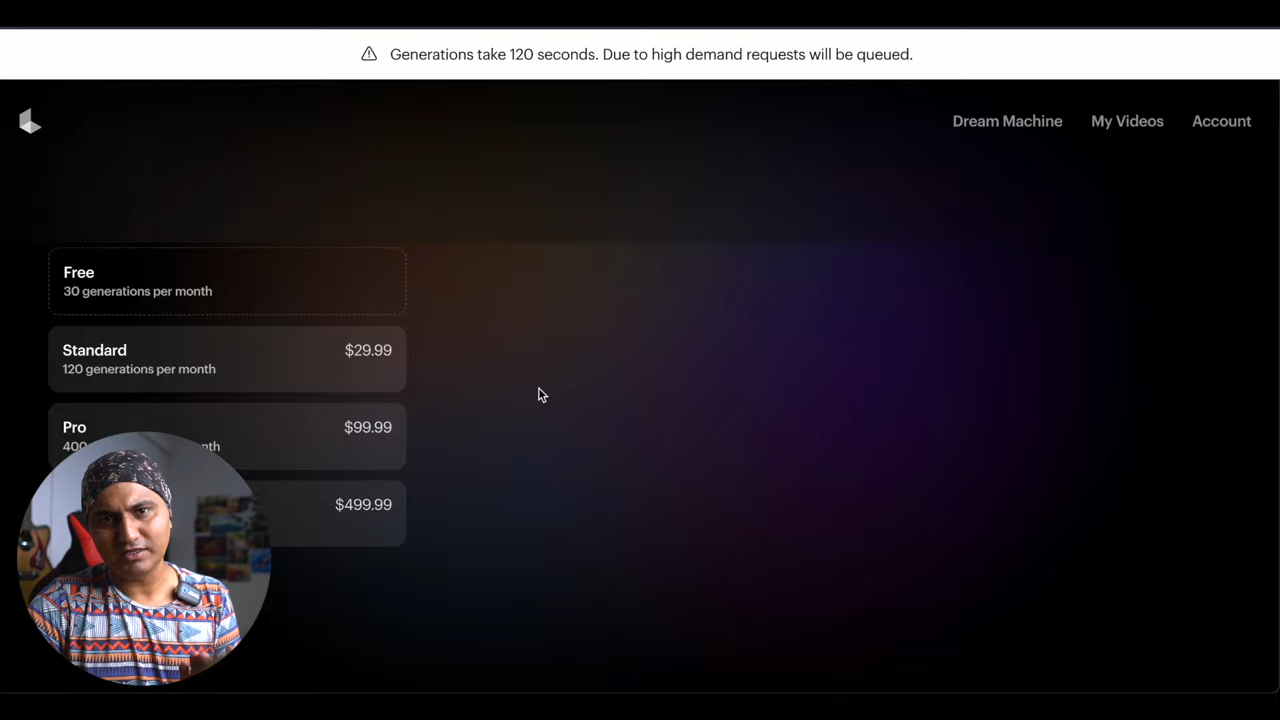 Generations take 120 seconds. Due to high demand requests will be queued.
Dream Machine My Videos Account
Free
30 generations per month
Standard $29.99
120 generations per month
Pro $99.99
400
$499.99